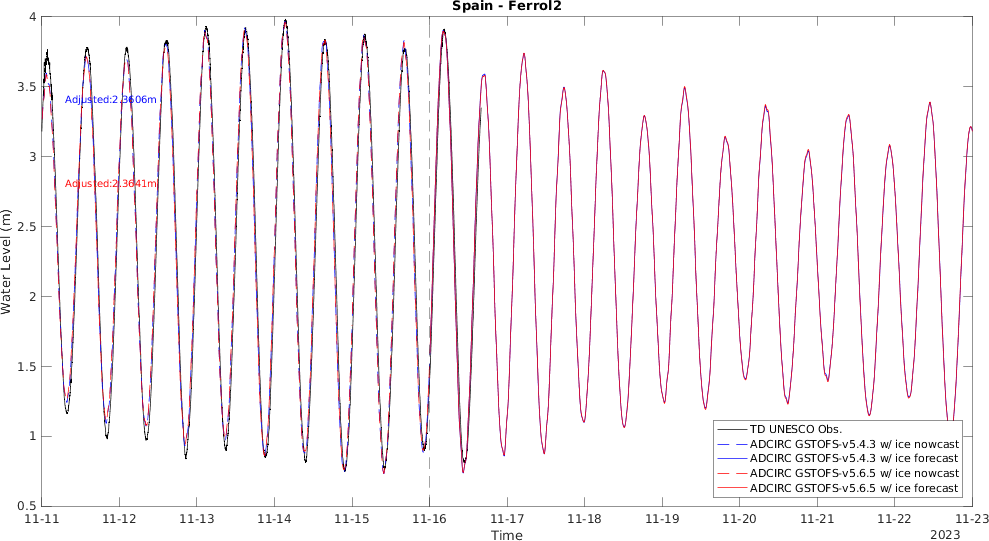 Spain - Ferrol2
4
3.5
3
2.5
2
1.5
1
0.5
Water Level (m)
Adjusted:2.3606m
Adjusted:2.3641m
TD UNESCO Obs.
ADCIRC GSTOFS-v5.4.3 w/ ice nowcast
ADCIRC GSTOFS-v5.4.3 w/ ice forecast
ADCIRC GSTOFS-v5.6.5 w/ ice nowcast
ADCIRC GSTOFS-v5.6.5 w/ ice forecast
11-11 11-12 11-13 11-14 11-15 11-16 11-17 11-18 11-19 11-20 11-21 11-22 11-23
Time
2023